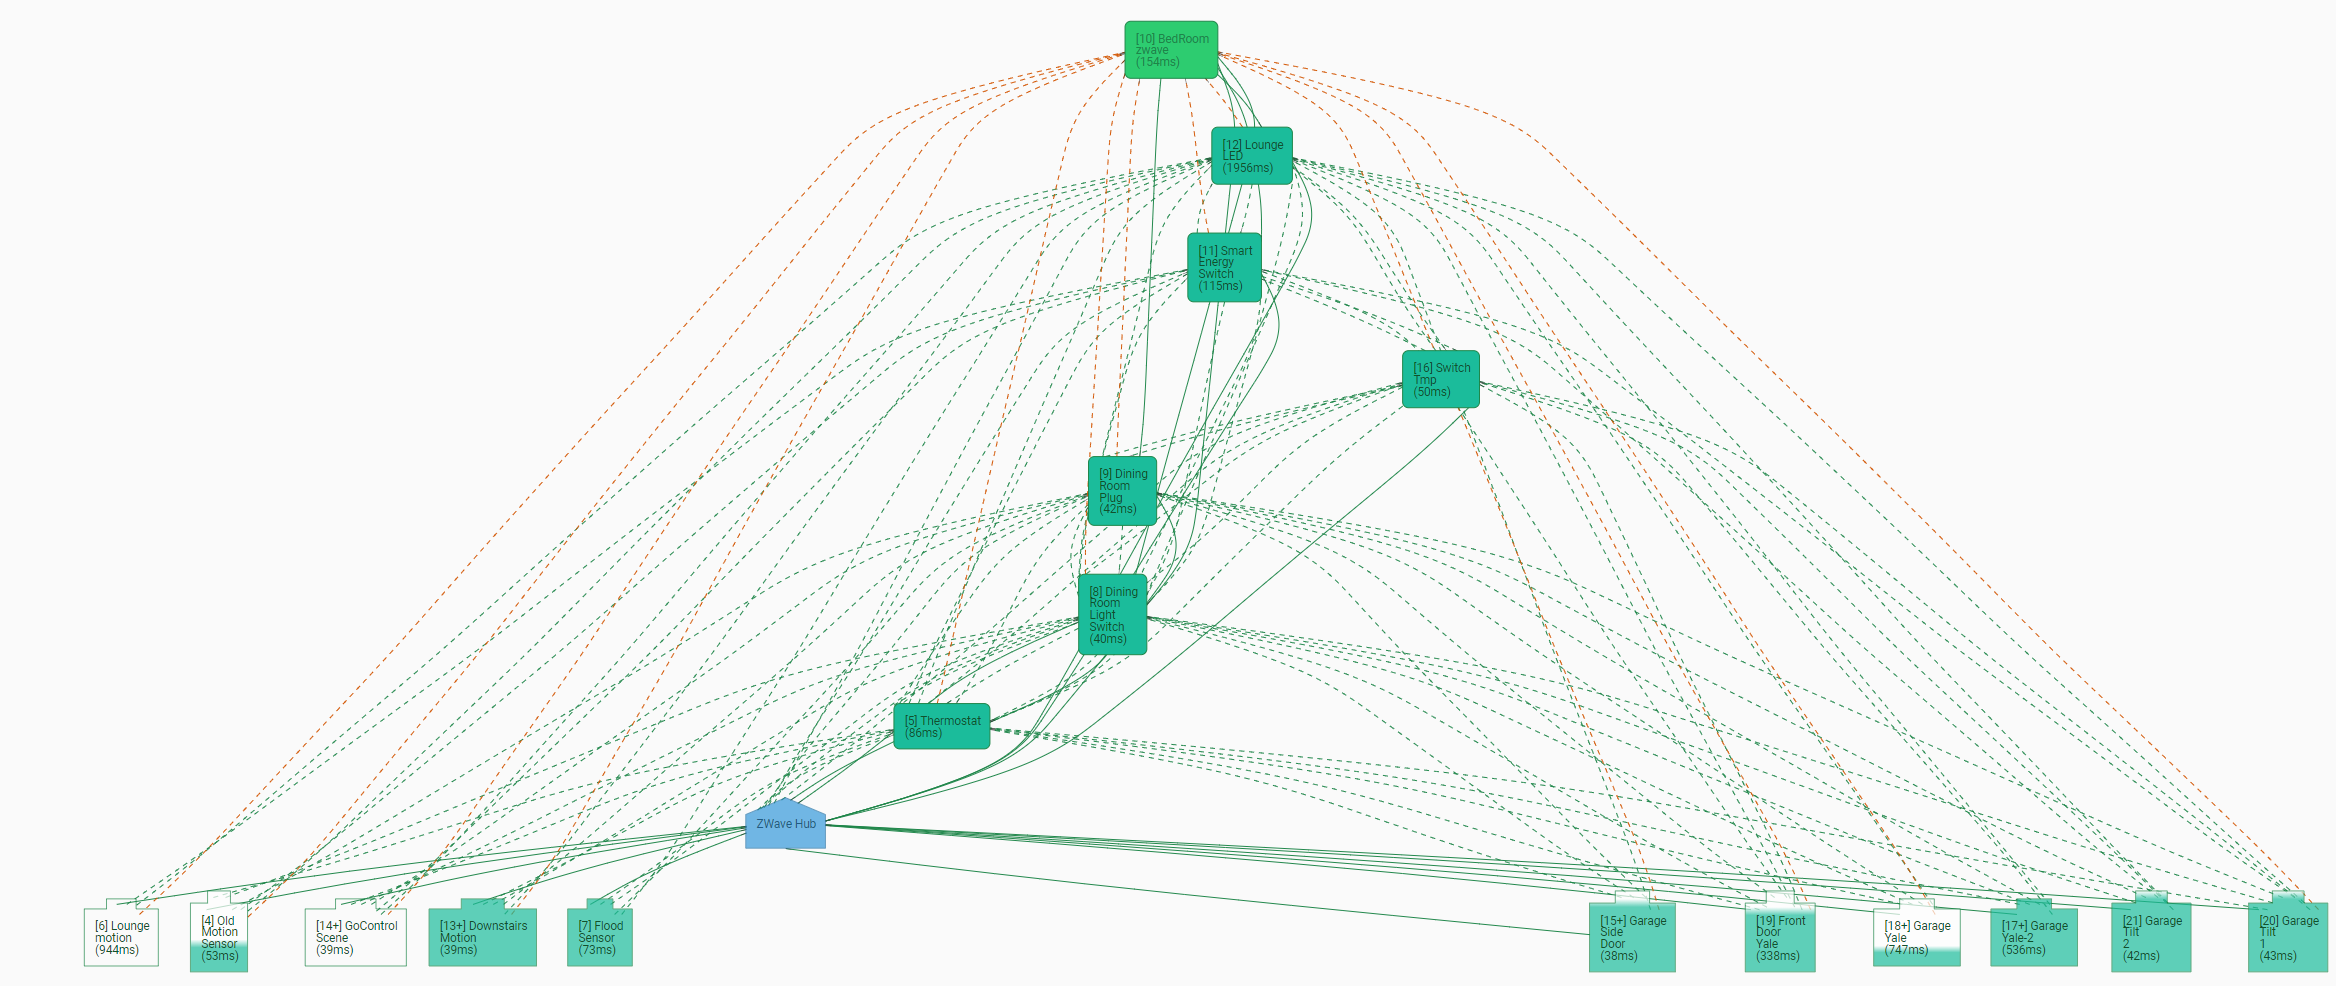 [10] BedRoom
zwave
(154ms)
[12] Lounge
LED
(1956ms)
[11] Smart
Energy
Switch
(115ms)
[16] Switch
Tmp
(50ms)
[9] Dining
Room
Plug
(42ms)
[8] Dining
Room
Light
Switch
(40ms)
[5] Thermostat
(86ms)
ZWave Hub
[6] Lounge
motion
(944ms)
[4] Old
Motion
Sensor
(53ms)
[14+] GoControl
Scene
(39ms)
[13+] Downstairs
Motion
(39ms)
[7] Flood
Sensor
(73ms)
[15+] Garage
Side
Door
(38ms)
[19] Front
Door
Yale
(338ms)
[18+] Garage
Yale
(747ms)
[17+] Garage
Yale-2
(536ms)
[21] Garage
Tilt
2
(42ms)
[20] Garage
Tilt
1
(43ms)